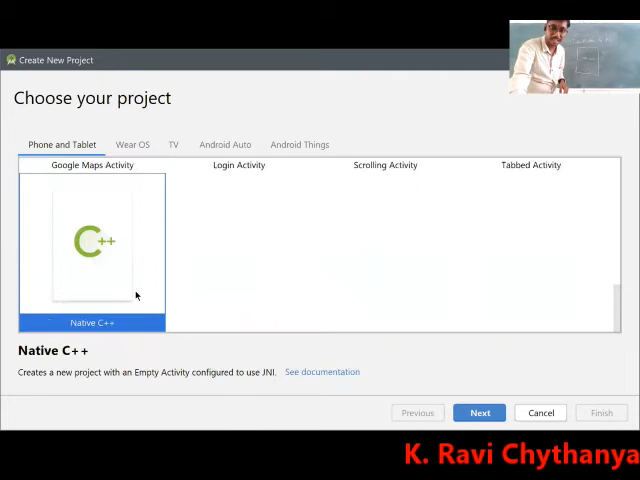 Create New Project
Choose your project
Phone and Tablet
Wear OS
TV
Android Auto
Android Things
Google Maps Activity
Login Activity
Scrolling Activity
Tabbed Activity
C++
Native C++
Native C++
Creates a new project with an Empty Activity configured to use JNI. See documentation
Previous
Next
Cancel
Finish
K. Ravi Chythanya